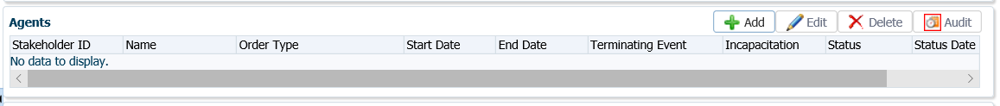 Agents Add Edit Delete Audit
Stakeholder ID Name Order Type Start Date End Date Terminating Event Incapacitation Status Status Date
No data to display.